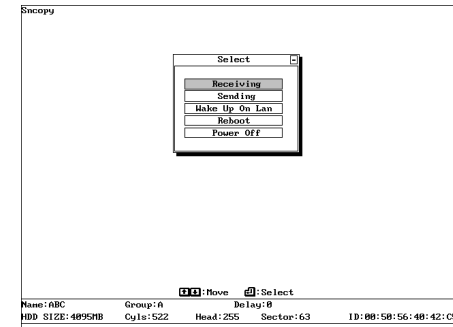 Sncopy
Select
Receiving
Sending
Wake Up On Lan
Reboot
Power Off
:Move :Select
Name:ABC Group:A Delay:0
HDD SIZE:4095MB Cyls:522 Head:255 Sector:63 ID:00:50:56:40:42:C9